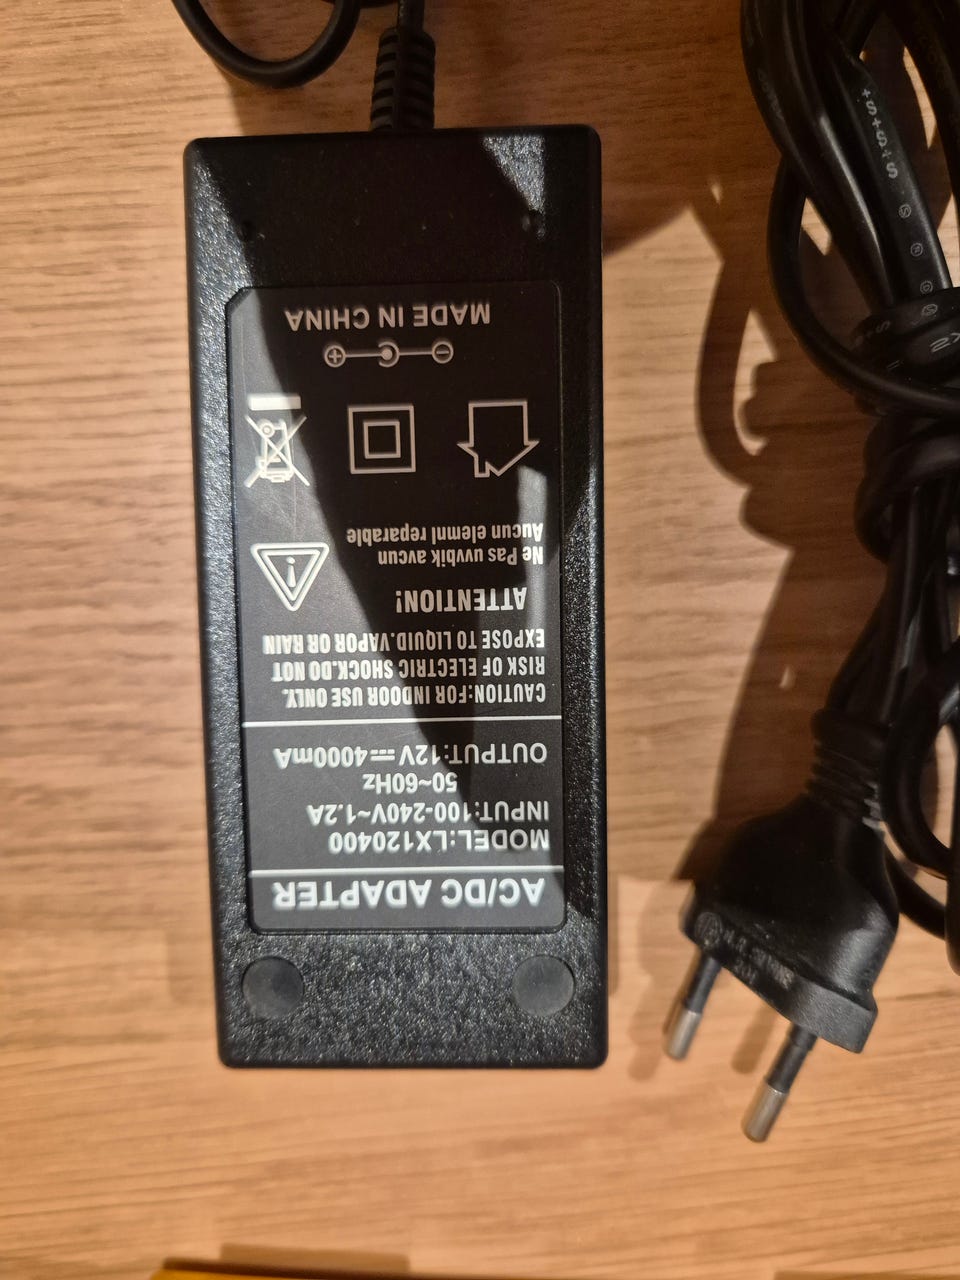 AC/DC ADAPTER
MODEL:LX120400
INPUT:100-240V~1.2A
50~60Hz
OUTPUT:12V⎓4000mA
CAUTION:FOR INDOOR USE ONLY.
RISK OF ELECTRIC SHOCK.DO NOT
EXPOSE TO LIQUID.VAPOR OR RAIN
ATTENTION!
Ne Pas uvvbik avcun
Aucun elemnl reparable
MADE IN CHINA